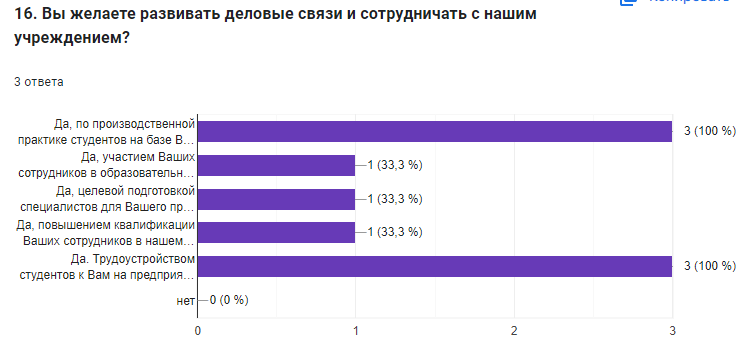 16. Вы желаете развивать деловые связи и сотрудничать с нашим
учреждением?
3 ответа
Да, по производственной
практике студентов на базе В…
3 (100 %)
Да, участием Ваших
сотрудников в образовательн…
1 (33,3 %)
Да, целевой подготовкой
специалистов для Вашего пр…
1 (33,3 %)
Да, повышением квалификации
Ваших сотрудников в нашем…
1 (33,3 %)
Да. Трудоустройством
студентов к Вам на предприя…
3 (100 %)
нет
0 (0 %)
0 1 2 3